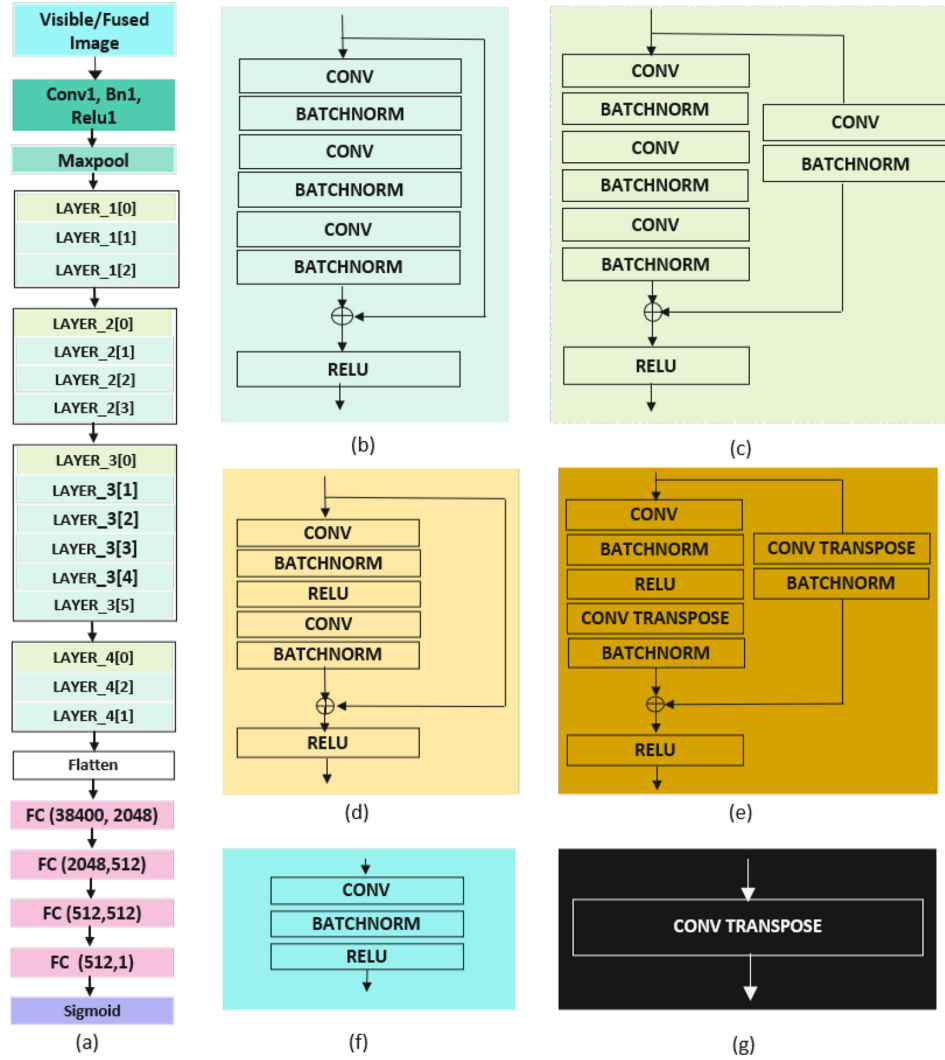 Visible/Fused
Image
Conv1, Bn1,
Relu1
Maxpool
LAYER_1[0]
LAYER_1[1]
LAYER_1[2]
LAYER_2[0]
LAYER_2[1]
LAYER_2[2]
LAYER_2[3]
LAYER_3[0]
LAYER_3[1]
LAYER_3[2]
LAYER_3[3]
LAYER_3[4]
LAYER_3[5]
LAYER_4[0]
LAYER_4[2]
LAYER_4[1]
Flatten
FC (38400, 2048)
FC (2048,512)
FC (512,512)
FC (512,1)
Sigmoid
(a)
CONV
BATCHNORM
CONV
BATCHNORM
CONV
BATCHNORM
RELU
(b)
CONV
BATCHNORM
CONV
BATCHNORM
CONV
BATCHNORM
CONV
BATCHNORM
RELU
(c)
CONV
BATCHNORM
RELU
CONV
BATCHNORM
RELU
(d)
CONV
BATCHNORM
RELU
CONV TRANSPOSE
BATCHNORM
CONV TRANSPOSE
BATCHNORM
RELU
(e)
CONV
BATCHNORM
RELU
(f)
CONV TRANSPOSE
(g)